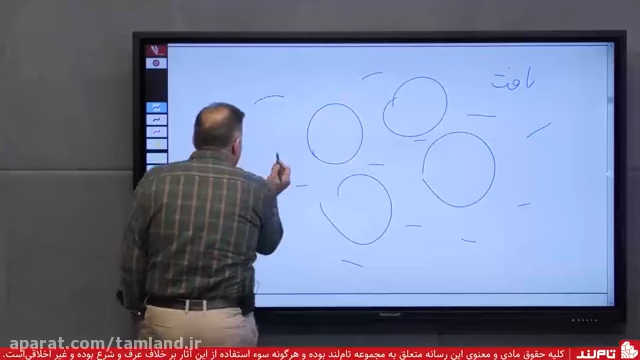 بافت
تام‌لند | کلیه حقوق مادی و معنوی این رسانه متعلق به مجموعه تام‌لند بوده و هرگونه سوء استفاده از این آثار بر خلاف عرف و شرع بوده و غیر اخلاقی‌است.
aparat.com/tamland.ir